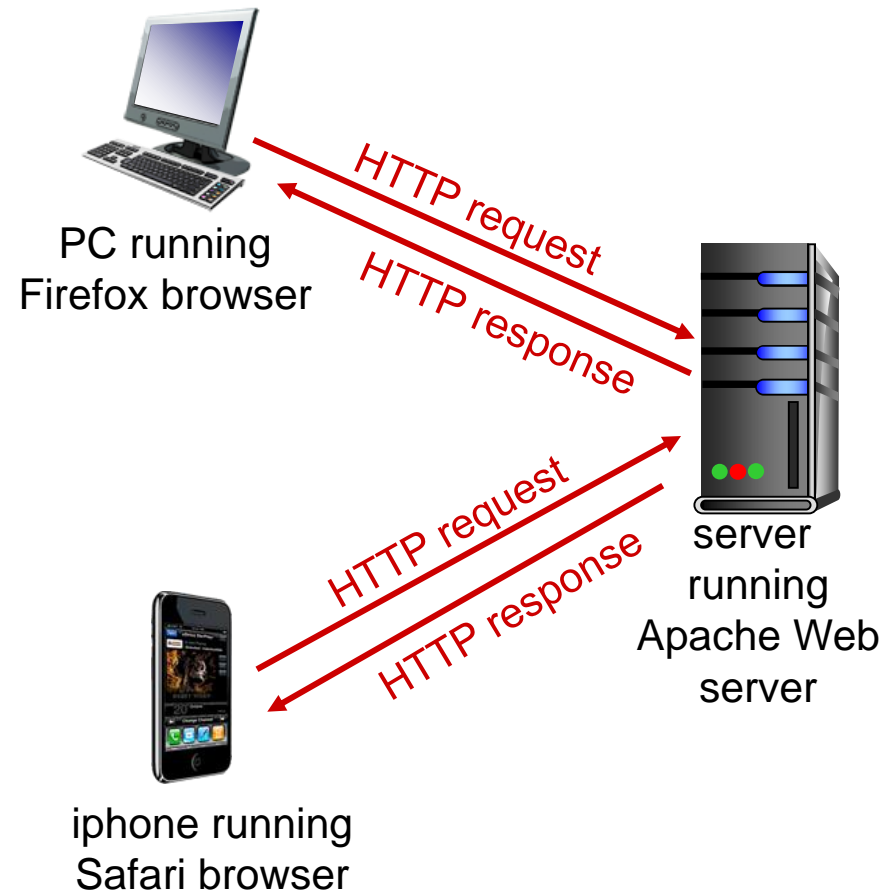 HTTP request
HTTP response
PC running
Firefox browser
HTTP request
HTTP response
server
running
Apache Web
server
iphone running
Safari browser